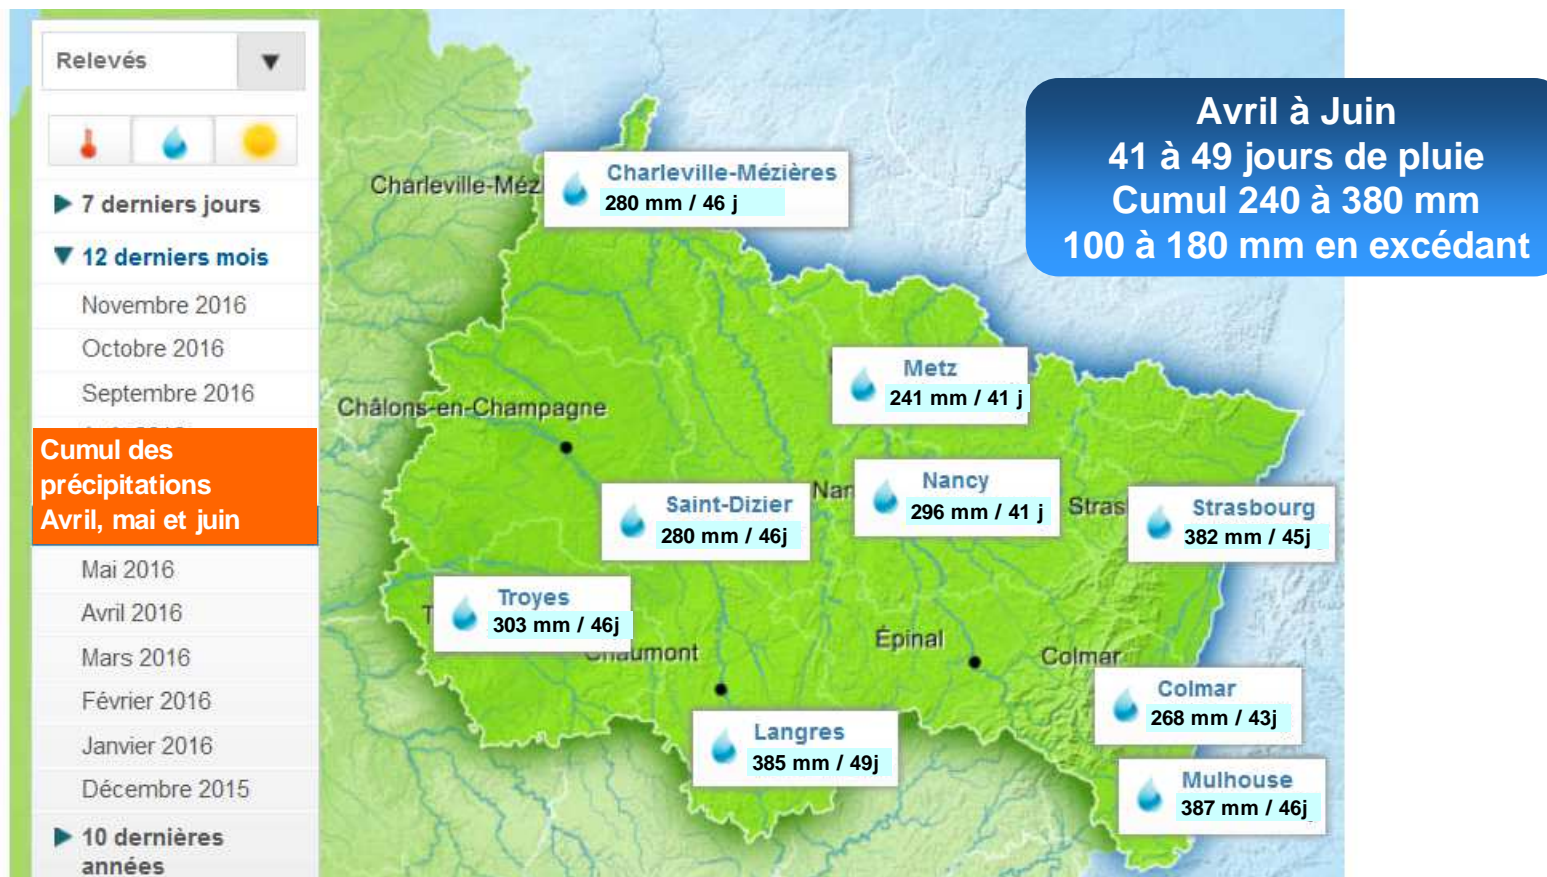 Relevés
7 derniers jours
12 derniers mois
Novembre 2016
Octobre 2016
Septembre 2016
Cumul des
précipitations
Avril, mai et juin
Mai 2016
Avril 2016
Mars 2016
Février 2016
Janvier 2016
Décembre 2015
10 dernières
années
Avril à Juin
41 à 49 jours de pluie
Cumul 240 à 380 mm
100 à 180 mm en excédant
Charleville-Méz
Charleville-Mézières
280 mm / 46 j
Metz
241 mm / 41 j
Châlons-en-Champagne
Nancy
296 mm / 41 j
Nan
Saint-Dizier
280 mm / 46j
Stras
Strasbourg
382 mm / 45j
Troyes
303 mm / 46j
T
Chaumont
Épinal
Colmar
Colmar
268 mm / 43j
Langres
385 mm / 49j
Mulhouse
387 mm / 46j